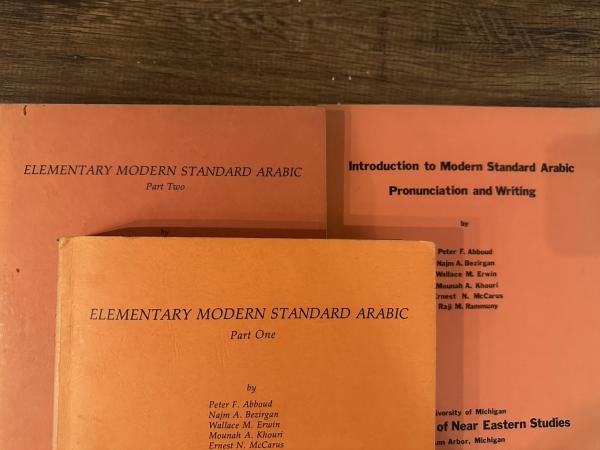 ELEMENTARY MODERN STANDARD ARABIC
Part Two
by
Introduction to Modern Standard Arabic
Pronunciation and Writing
by
Peter F. Abboud
Najm A. Bezirgan
Wallace M. Erwin
Mounah A. Khouri
Ernest N. McCarus
Raji M. Rammuny
University of Michigan
of Near Eastern Studies
Ann Arbor, Michigan
ELEMENTARY MODERN STANDARD ARABIC
Part One
by
Peter F. Abboud
Najm A. Bezirgan
Wallace M. Erwin
Mounah A. Khouri
Ernest N. McCarus